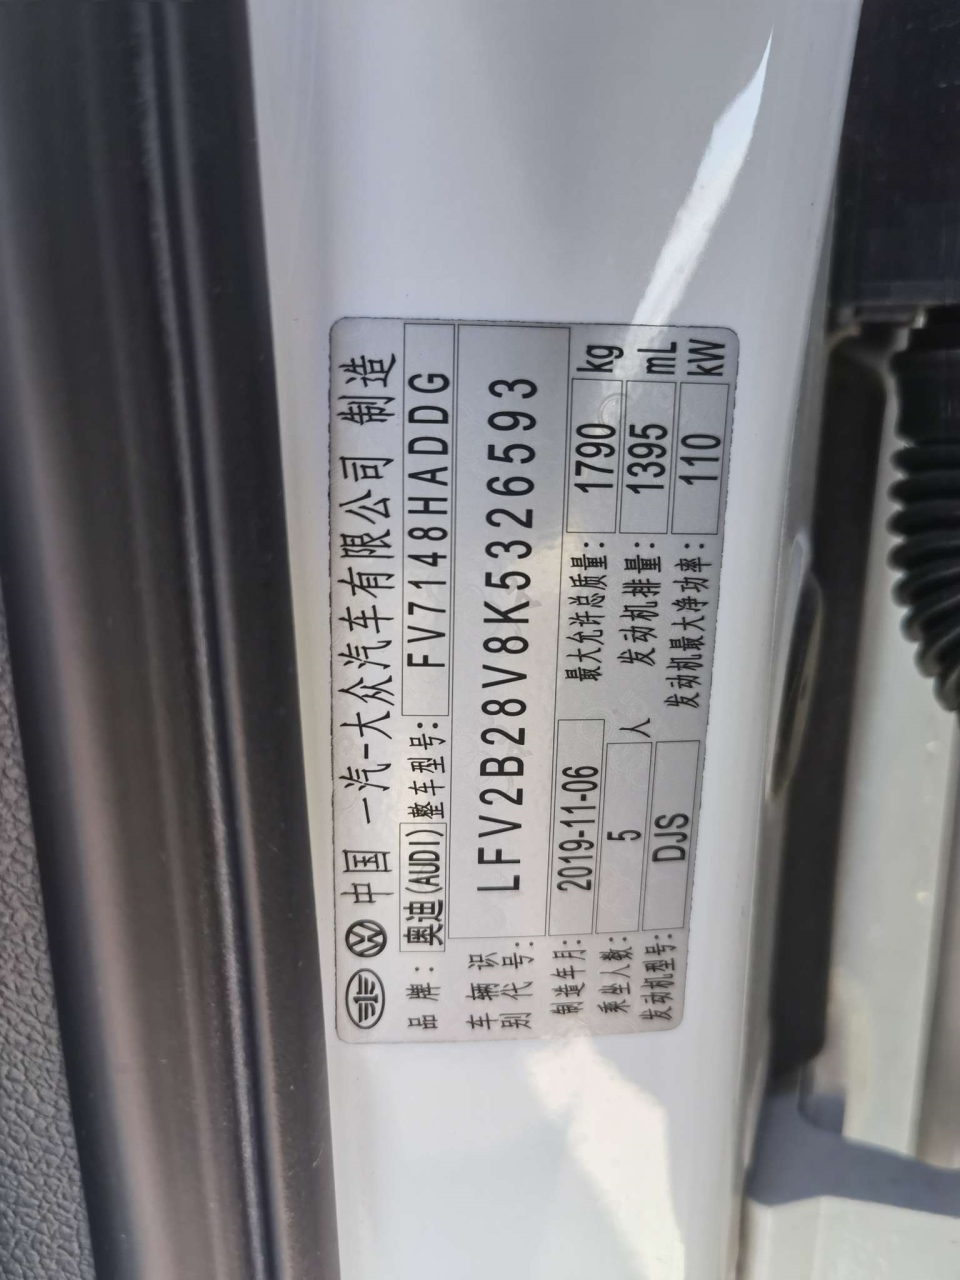 中国 一汽-大众汽车有限公司 制造
品牌: 奥迪(AUDI) 整车型号: FV7148HADDG
车辆识别代号: LFV2B28V8K5326593
制造年月: 2019-11-06 最大允许总质量: 1790 kg
乘坐人数: 5 人 发动机排量: 1395 mL
发动机型号: DJS 发动机最大净功率: 110 kW